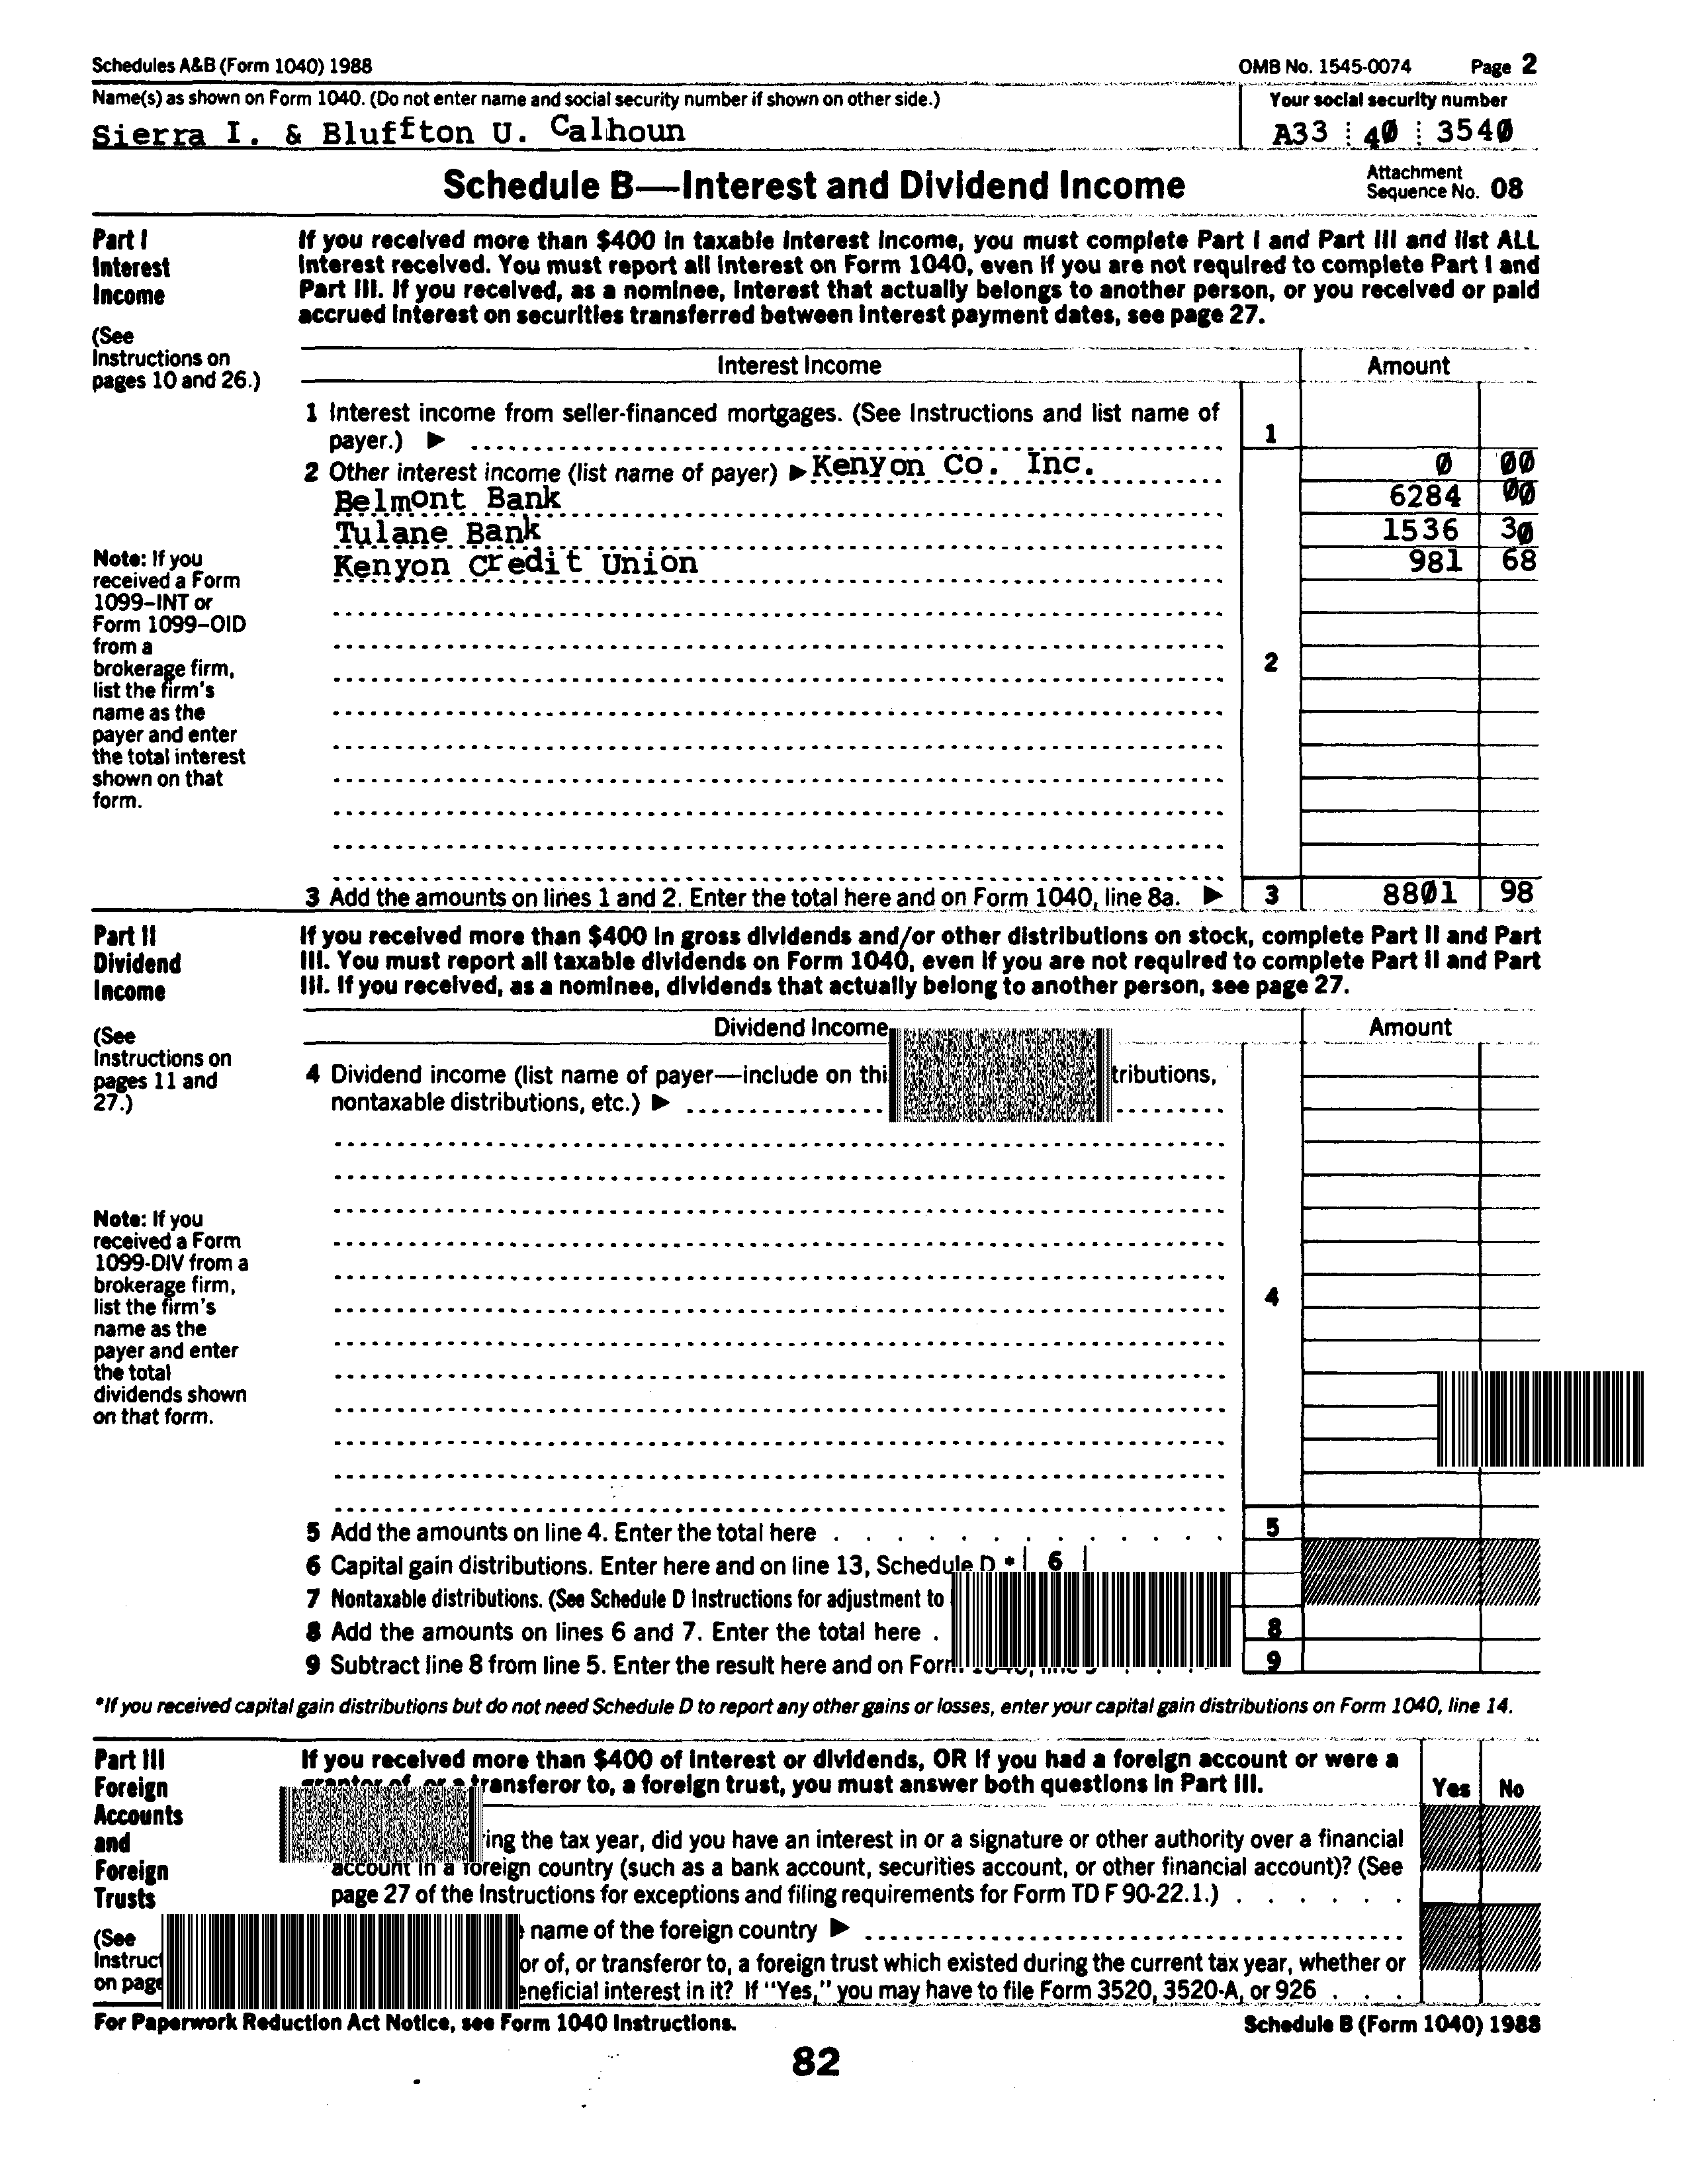 Schedules A&B (Form 1040) 1988 OMB No. 1545-0074 Page 2
Name(s) as shown on Form 1040. (Do not enter name and social security number if shown on other side.) Your social security number
Sierra I. & Bluffton U. Calhoun A33 40 3540
Schedule B—Interest and Dividend Income Attachment Sequence No. 08
Part I
Interest
Income
(See
Instructions on
pages 10 and 26.)
If you received more than $400 in taxable interest income, you must complete Part I and Part III and list ALL
interest received. You must report all interest on Form 1040, even if you are not required to complete Part I and
Part III. If you received, as a nominee, interest that actually belongs to another person, or you received or paid
accrued interest on securities transferred between interest payment dates, see page 27.
Interest Income Amount
1 Interest income from seller-financed mortgages. (See Instructions and list name of
payer.) ▶ 1
2 Other interest income (list name of payer) ▶ Kenyon Co. Inc. 0 00
Belmont Bank 6284 00
Tulane Bank 1536 30
Kenyon Credit Union 981 68
2
Note: If you
received a Form
1099–INT or
Form 1099–OID
from a
brokerage firm,
list the firm's
name as the
payer and enter
the total interest
shown on that
form.
3 Add the amounts on lines 1 and 2. Enter the total here and on Form 1040, line 8a. ▶ 3 8801 98
Part II
Dividend
Income
(See
Instructions on
pages 11 and
27.)
If you received more than $400 in gross dividends and/or other distributions on stock, complete Part II and Part
III. You must report all taxable dividends on Form 1040, even if you are not required to complete Part II and Part
III. If you received, as a nominee, dividends that actually belong to another person, see page 27.
Dividend Income Amount
4 Dividend income (list name of payer—include on thi tributions,
nontaxable distributions, etc.) ▶
4
Note: If you
received a Form
1099-DIV from a
brokerage firm,
list the firm's
name as the
payer and enter
the total
dividends shown
on that form.
5 Add the amounts on line 4. Enter the total here 5
6 Capital gain distributions. Enter here and on line 13, Schedule D * 6
7 Nontaxable distributions. (See Schedule D Instructions for adjustment to
8 Add the amounts on lines 6 and 7. Enter the total here 8
9 Subtract line 8 from line 5. Enter the result here and on Form 9
*If you received capital gain distributions but do not need Schedule D to report any other gains or losses, enter your capital gain distributions on Form 1040, line 14.
Part III
Foreign
Accounts
and
Foreign
Trusts
(See
Instruct
on page
If you received more than $400 of interest or dividends, OR if you had a foreign account or were a
transferor to, a foreign trust, you must answer both questions in Part III. Yes No
ing the tax year, did you have an interest in or a signature or other authority over a financial
account in a foreign country (such as a bank account, securities account, or other financial account)? (See
page 27 of the Instructions for exceptions and filing requirements for Form TD F 90-22.1.)
name of the foreign country ▶
or of, or transferor to, a foreign trust which existed during the current tax year, whether or
eneficial interest in it? If "Yes," you may have to file Form 3520, 3520-A, or 926
For Paperwork Reduction Act Notice, see Form 1040 Instructions. Schedule B (Form 1040) 1988
82